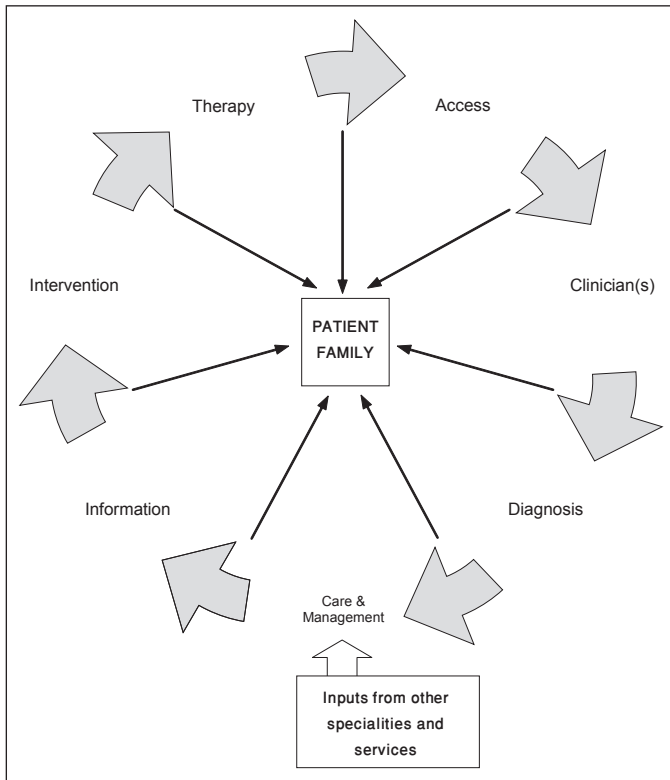 Therapy
Access
Intervention
Clinician(s)
PATIENT
FAMILY
Information
Diagnosis
Care &
Management
Inputs from other
specialities and
services